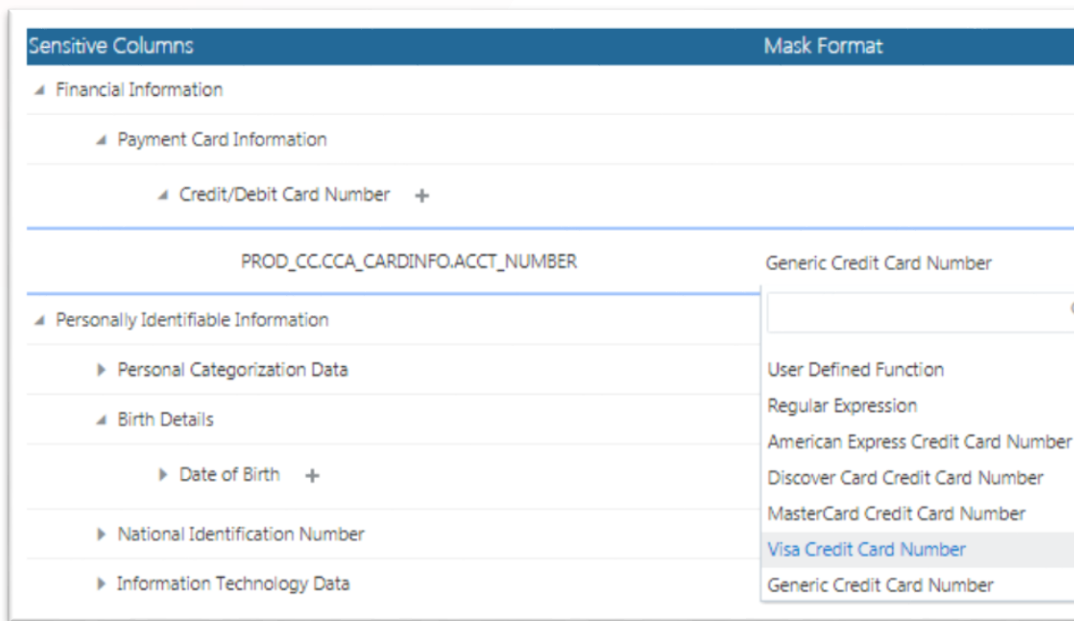 Sensitive Columns Mask Format
Financial Information
Payment Card Information
Credit/Debit Card Number +
PROD_CC.CCA_CARDINFO.ACCT_NUMBER Generic Credit Card Number
Personally Identifiable Information
Personal Categorization Data User Defined Function
Regular Expression
Birth Details American Express Credit Card Number
Date of Birth + Discover Card Credit Card Number
MasterCard Credit Card Number
National Identification Number Visa Credit Card Number
Information Technology Data Generic Credit Card Number